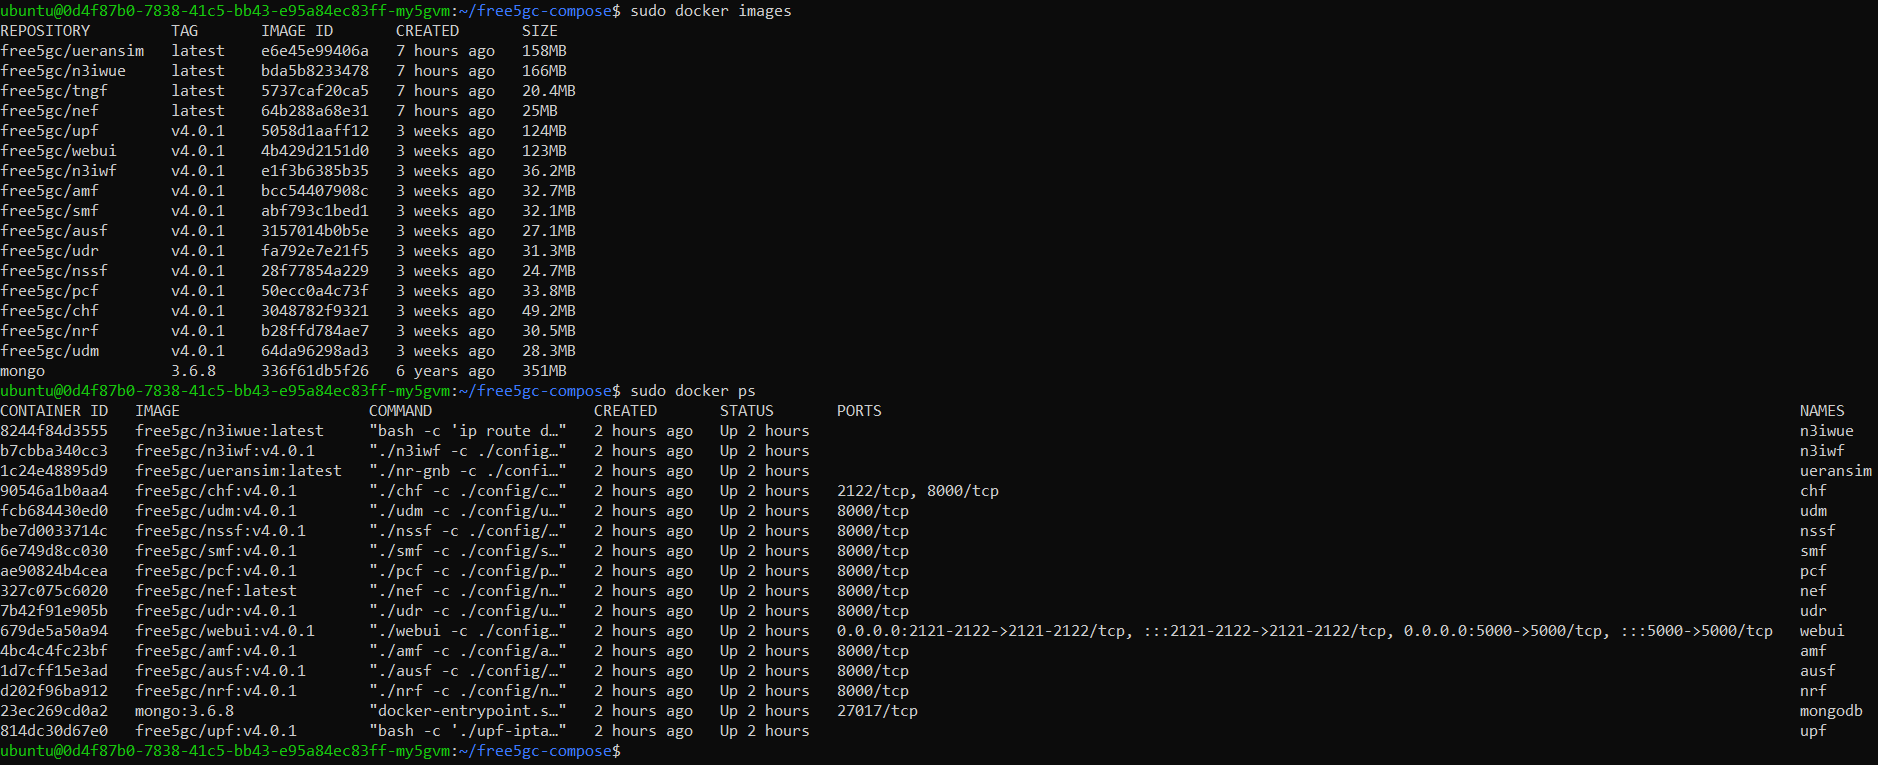 ubuntu@0d4f87b0-7838-41c5-bb43-e95a84ec83ff-my5gvm:~/free5gc-compose$ sudo docker images
REPOSITORY         TAG       IMAGE ID       CREATED       SIZE
free5gc/ueransim   latest    e6e45e99406a   7 hours ago   158MB
free5gc/n3iwue     latest    bda5b8233478   7 hours ago   166MB
free5gc/tngf       latest    5737caf20ca5   7 hours ago   20.4MB
free5gc/nef        latest    64b288a68e31   7 hours ago   25MB
free5gc/upf        v4.0.1    5058d1aaff12   3 weeks ago   124MB
free5gc/webui      v4.0.1    4b429d2151d0   3 weeks ago   123MB
free5gc/n3iwf      v4.0.1    e1f3b6385b35   3 weeks ago   36.2MB
free5gc/amf        v4.0.1    bcc54407908c   3 weeks ago   32.7MB
free5gc/smf        v4.0.1    abf793c1bed1   3 weeks ago   32.1MB
free5gc/ausf       v4.0.1    3157014b0b5e   3 weeks ago   27.1MB
free5gc/udr        v4.0.1    fa792e7e21f5   3 weeks ago   31.3MB
free5gc/nssf       v4.0.1    28f77854a229   3 weeks ago   24.7MB
free5gc/pcf        v4.0.1    50ecc0a4c73f   3 weeks ago   33.8MB
free5gc/chf        v4.0.1    3048782f9321   3 weeks ago   49.2MB
free5gc/nrf        v4.0.1    b28ffd784ae7   3 weeks ago   30.5MB
free5gc/udm        v4.0.1    64da96298ad3   3 weeks ago   28.3MB
mongo              3.6.8     336f61db5f26   6 years ago   351MB
ubuntu@0d4f87b0-7838-41c5-bb43-e95a84ec83ff-my5gvm:~/free5gc-compose$ sudo docker ps
CONTAINER ID   IMAGE                     COMMAND                  CREATED       STATUS       PORTS   NAMES
8244f84d3555   free5gc/n3iwue:latest     "bash -c 'ip route d…"   2 hours ago   Up 2 hours   n3iwue
b7cbba340cc3   free5gc/n3iwf:v4.0.1      "./n3iwf -c ./config…"   2 hours ago   Up 2 hours   n3iwf
1c24e48895d9   free5gc/ueransim:latest   "./nr-gnb -c ./confi…"   2 hours ago   Up 2 hours   ueransim
90546a1b0aa4   free5gc/chf:v4.0.1        "./chf -c ./config/c…"   2 hours ago   Up 2 hours   2122/tcp, 8000/tcp   chf
fcb684430ed0   free5gc/udm:v4.0.1        "./udm -c ./config/u…"   2 hours ago   Up 2 hours   8000/tcp   udm
be7d0033714c   free5gc/nssf:v4.0.1       "./nssf -c ./config/…"   2 hours ago   Up 2 hours   8000/tcp   nssf
6e749d8cc030   free5gc/smf:v4.0.1        "./smf -c ./config/s…"   2 hours ago   Up 2 hours   8000/tcp   smf
ae90824b4cea   free5gc/pcf:v4.0.1        "./pcf -c ./config/p…"   2 hours ago   Up 2 hours   8000/tcp   pcf
327c075c6020   free5gc/nef:latest        "./nef -c ./config/n…"   2 hours ago   Up 2 hours   8000/tcp   nef
7b42f91e905b   free5gc/udr:v4.0.1        "./udr -c ./config/u…"   2 hours ago   Up 2 hours   8000/tcp   udr
679de5a50a94   free5gc/webui:v4.0.1      "./webui -c ./config…"   2 hours ago   Up 2 hours   0.0.0.0:2121-2122->2121-2122/tcp, :::2121-2122->2121-2122/tcp, 0.0.0.0:5000->5000/tcp, :::5000->5000/tcp   webui
4bc4c4fc23bf   free5gc/amf:v4.0.1        "./amf -c ./config/a…"   2 hours ago   Up 2 hours   8000/tcp   amf
1d7cff15e3ad   free5gc/ausf:v4.0.1       "./ausf -c ./config/…"   2 hours ago   Up 2 hours   8000/tcp   ausf
d202f96ba912   free5gc/nrf:v4.0.1        "./nrf -c ./config/n…"   2 hours ago   Up 2 hours   8000/tcp   nrf
23ec269cd0a2   mongo:3.6.8               "docker-entrypoint.s…"   2 hours ago   Up 2 hours   27017/tcp   mongodb
814dc30d67e0   free5gc/upf:v4.0.1        "bash -c './upf-ipta…"   2 hours ago   Up 2 hours   upf
ubuntu@0d4f87b0-7838-41c5-bb43-e95a84ec83ff-my5gvm:~/free5gc-compose$